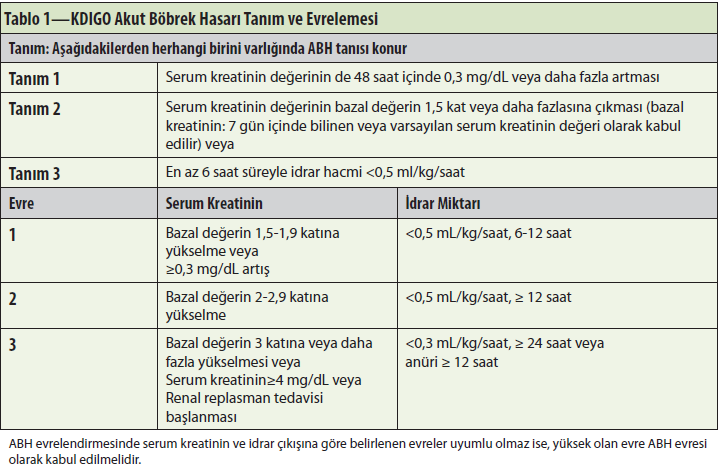 Tablo 1—KDIGO Akut Böbrek Hasarı Tanım ve Evrelemesi
Tanım: Aşağıdakilerden herhangi birini varlığında ABH tanısı konur
Tanım 1
Serum kreatinin değerinin de 48 saat içinde 0,3 mg/dL veya daha fazla artması
Tanım 2
Serum kreatinin değerinin bazal değerin 1,5 kat veya daha fazlasına çıkması (bazal
kreatinin: 7 gün içinde bilinen veya varsayılan serum kreatinin değeri olarak kabul
edilir) veya
Tanım 3
En az 6 saat süreyle idrar hacmi <0,5 ml/kg/saat
Evre
Serum Kreatinin
İdrar Miktarı
1
Bazal değerin 1,5-1,9 katına
yükselme veya
≥0,3 mg/dL artış
<0,5 mL/kg/saat, 6-12 saat
2
Bazal değerin 2-2,9 katına
yükselme
<0,5 mL/kg/saat, ≥ 12 saat
3
Bazal değerin 3 katına veya daha
fazla yükselmesi veya
Serum kreatinin≥4 mg/dL veya
Renal replasman tedavisi
başlanması
<0,3 mL/kg/saat, ≥ 24 saat veya
anüri ≥ 12 saat
ABH evrelendirmesinde serum kreatinin ve idrar çıkışına göre belirlenen evreler uyumlu olmaz ise, yüksek olan evre ABH evresi
olarak kabul edilmelidir.